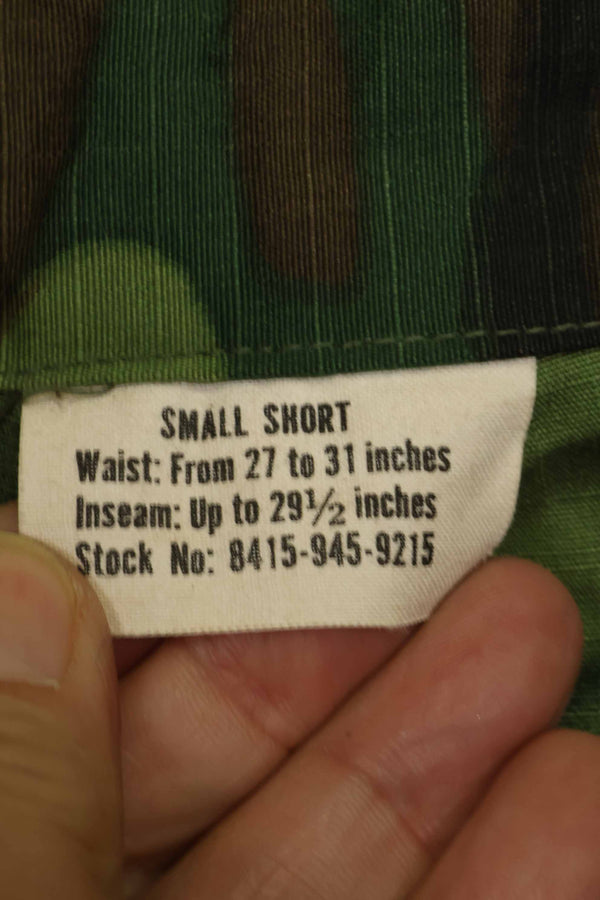 SMALL SHORT
Waist: From 27 to 31 inches
Inseam: Up to 29½ inches
Stock No: 8415-945-9215